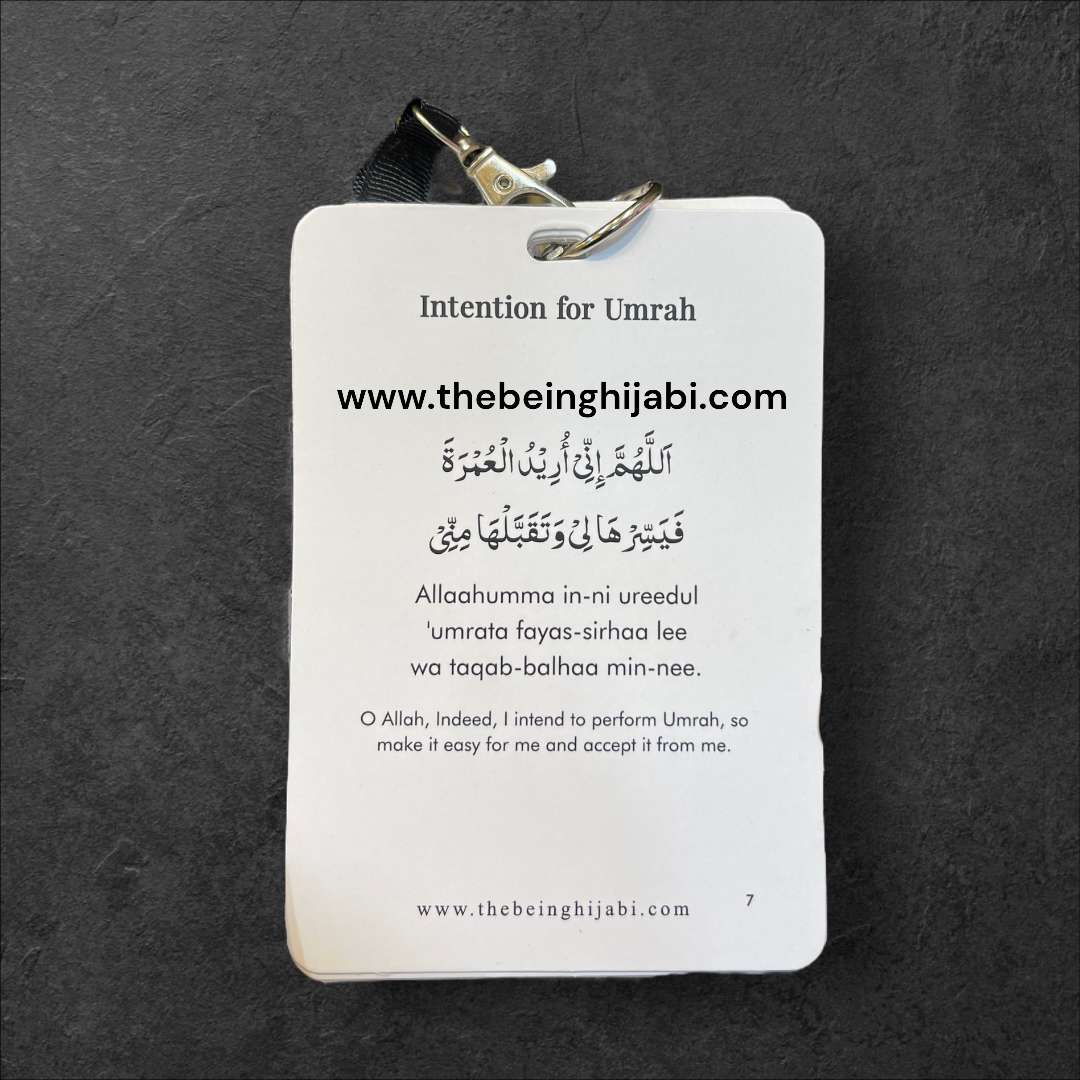 Intention for Umrah
www.thebeinghijabi.com
اَللَّهُمَّ إِنِّيْ أُرِيْدُ الْعُمْرَةَ
فَيَسِّرْ هَا لِيْ وَتَقَبَّلْهَا مِنِّيْ
Allaahumma in-ni ureedul
'umrata fayas-sirhaa lee
wa taqab-balhaa min-nee.
O Allah, Indeed, I intend to perform Umrah, so
make it easy for me and accept it from me.
www.thebeinghijabi.com
7